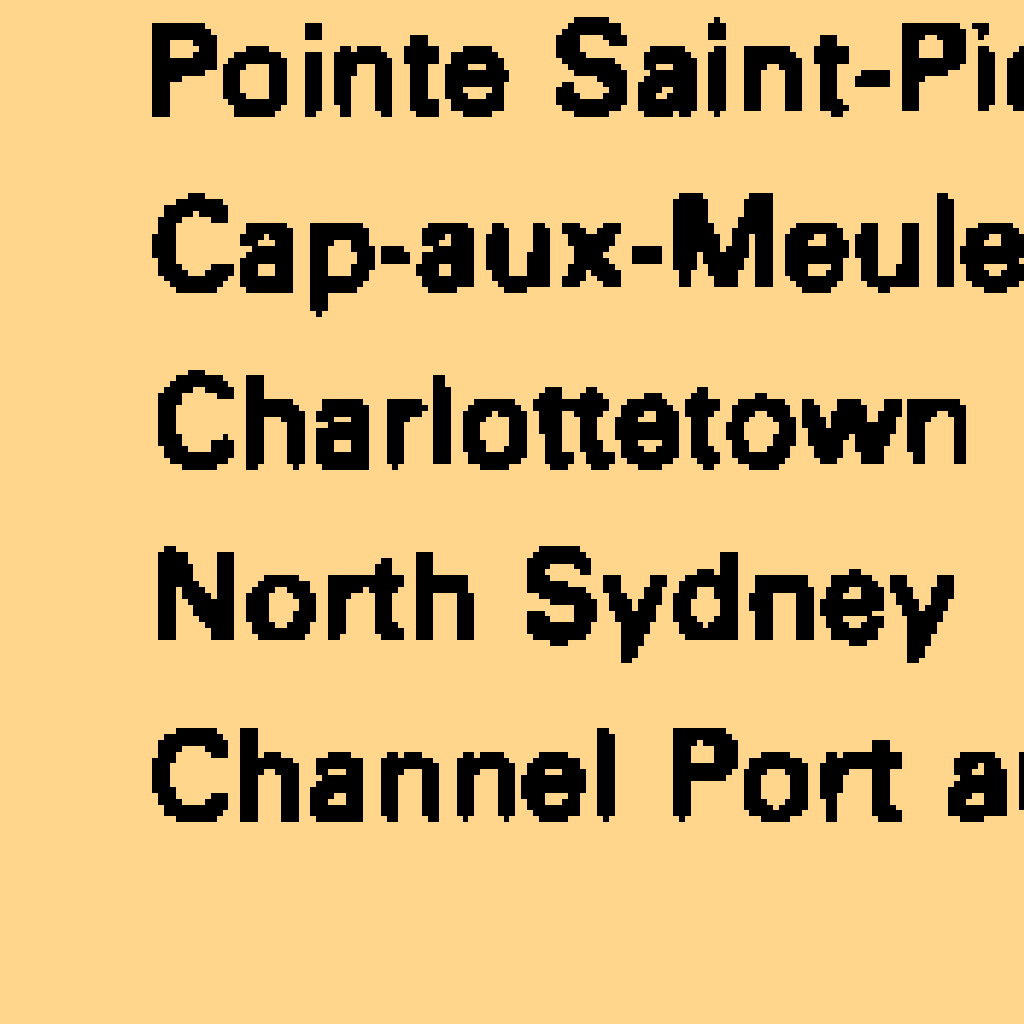 Pointe Saint-Pi
Cap-aux-Meule
Charlottetown
North Sydney
Channel Port a